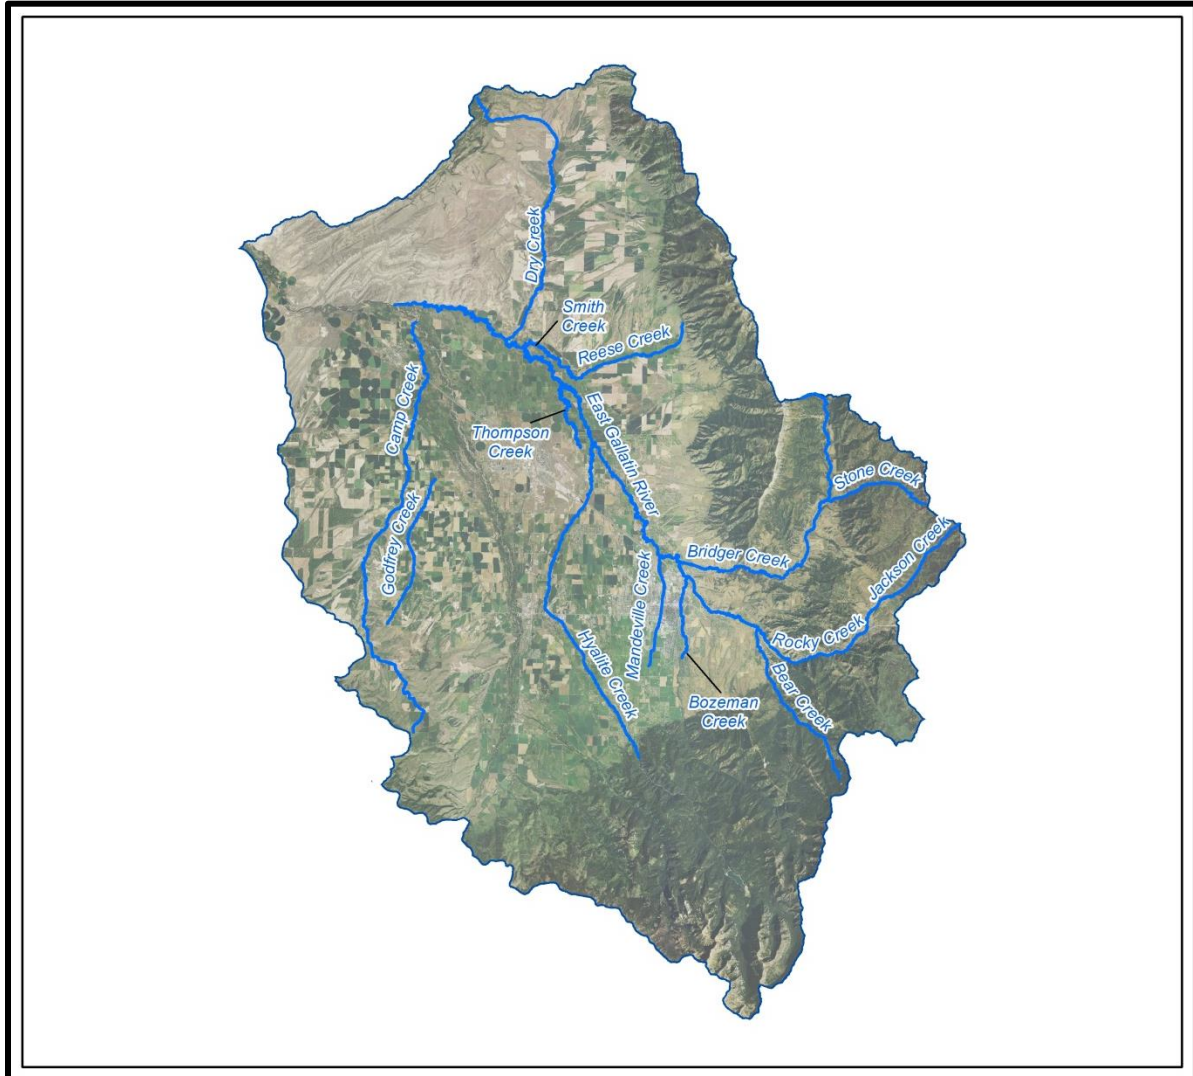 Dry Creek
Smith
Creek
Reese Creek
Camp Creek
Thompson
Creek
East Gallatin River
Stone Creek
Godfrey Creek
Bridger Creek
Jackson Creek
Mandeville Creek
Rocky Creek
Hyalite Creek
Bear Creek
Bozeman
Creek